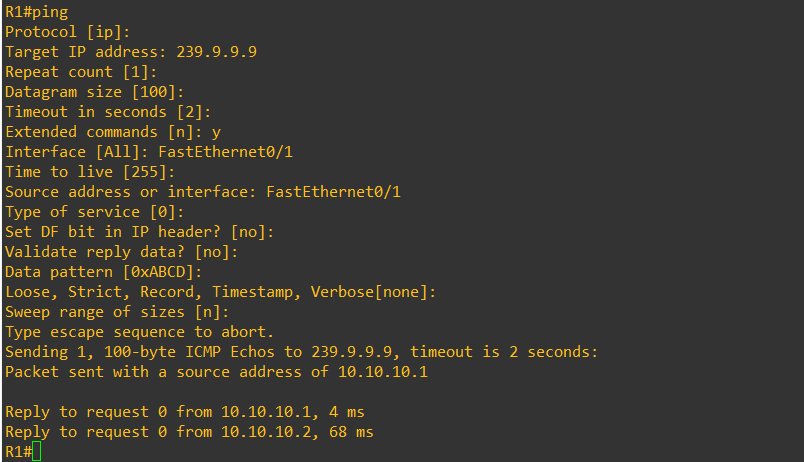 R1#ping
Protocol [ip]:
Target IP address: 239.9.9.9
Repeat count [1]:
Datagram size [100]:
Timeout in seconds [2]:
Extended commands [n]: y
Interface [All]: FastEthernet0/1
Time to live [255]:
Source address or interface: FastEthernet0/1
Type of service [0]:
Set DF bit in IP header? [no]:
Validate reply data? [no]:
Data pattern [0xABCD]:
Loose, Strict, Record, Timestamp, Verbose[none]:
Sweep range of sizes [n]:
Type escape sequence to abort.
Sending 1, 100-byte ICMP Echos to 239.9.9.9, timeout is 2 seconds:
Packet sent with a source address of 10.10.10.1
Reply to request 0 from 10.10.10.1, 4 ms
Reply to request 0 from 10.10.10.2, 68 ms
R1#